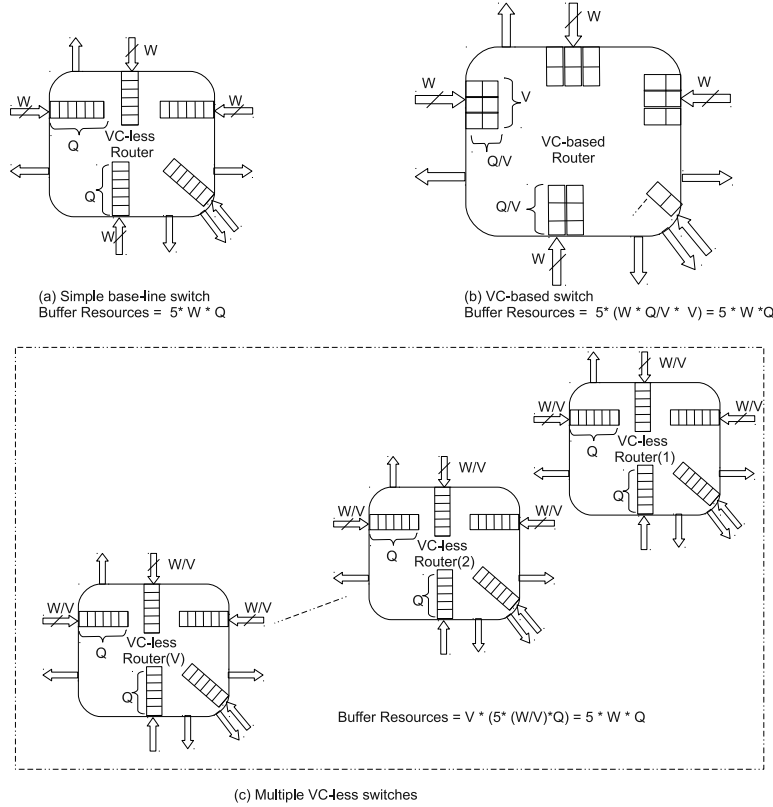 W
W
W
Q
VC-less
Router
Q
W
(a) Simple base-line switch
Buffer Resources = 5* W * Q
W
W
V
W
Q/V
VC-based
Router
Q/V
W
(b) VC-based switch
Buffer Resources = 5* (W * Q/V * V) = 5 * W *Q
W/V
W/V
W/V
Q
VC-less
Router(1)
Q
W/V
W/V
W/V
Q
VC-less
Router(2)
Q
W/V
W/V
W/V
Q
VC-less
Router(V)
Q
Buffer Resources = V * (5* (W/V)*Q) = 5 * W * Q
(c) Multiple VC-less switches